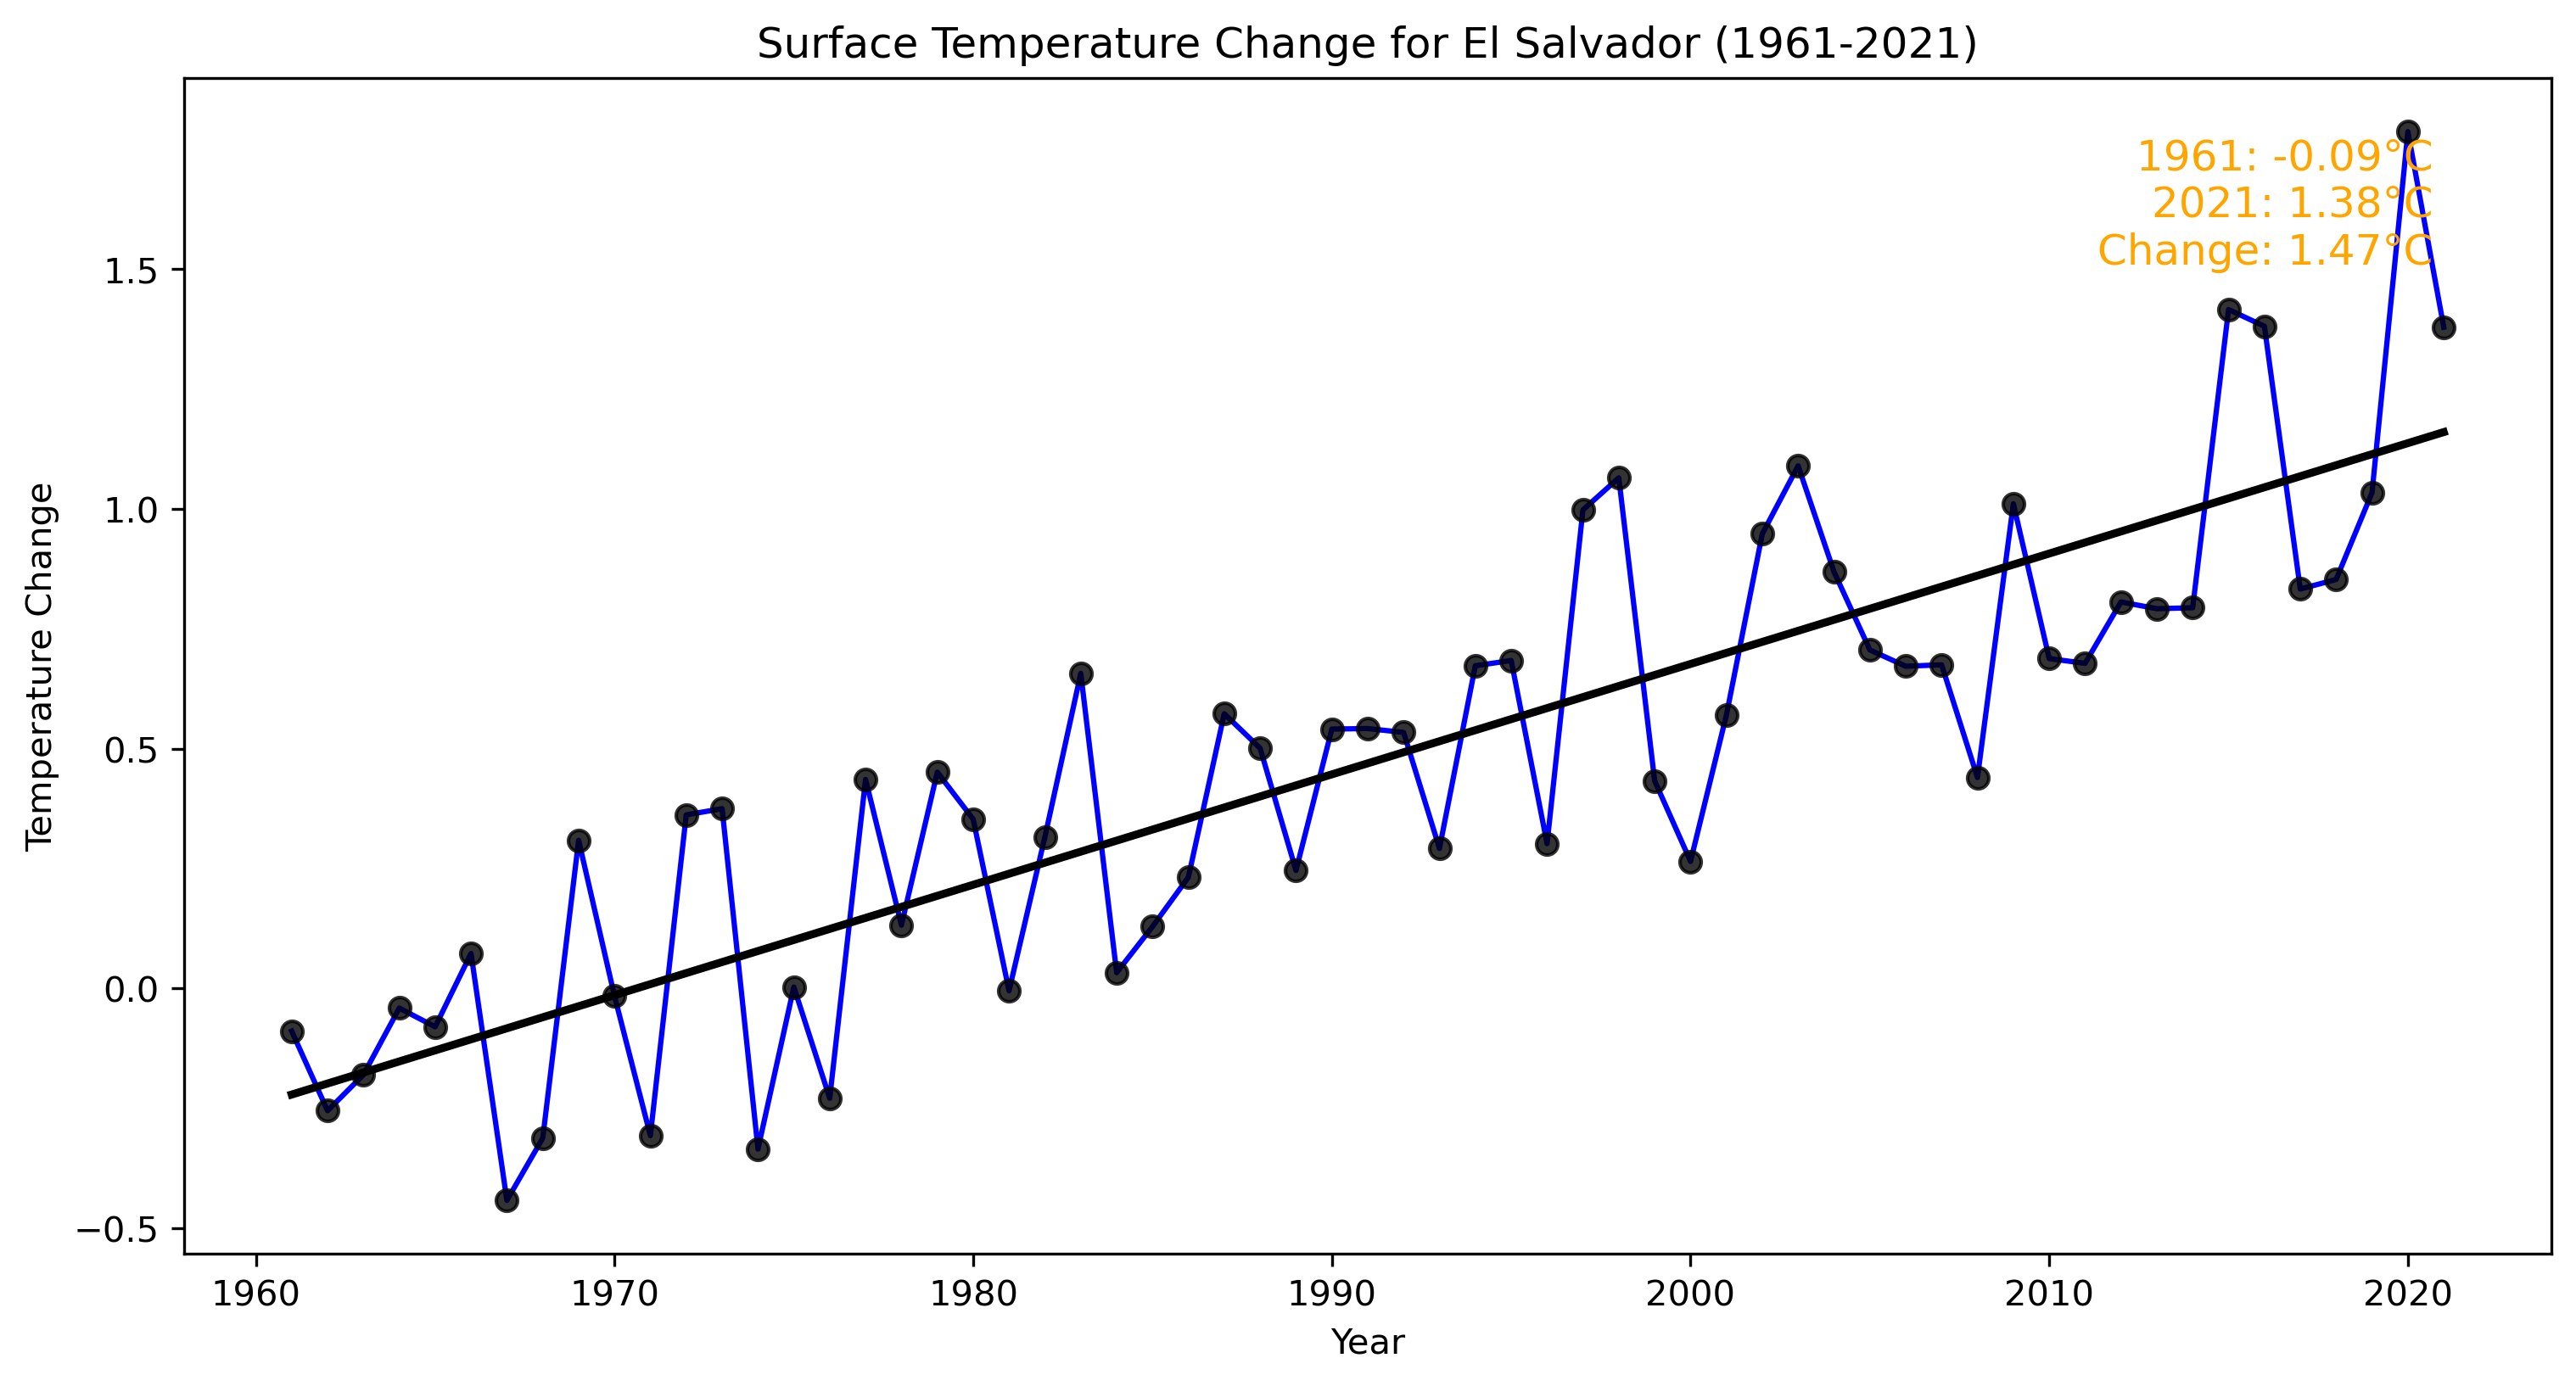 Surface Temperature Change for El Salvador (1961-2021)
1961: -0.09°C
2021: 1.38°C
Change: 1.47°C
Temperature Change
1.5
1.0
0.5
0.0
−0.5
1960 1970 1980 1990 2000 2010 2020
Year